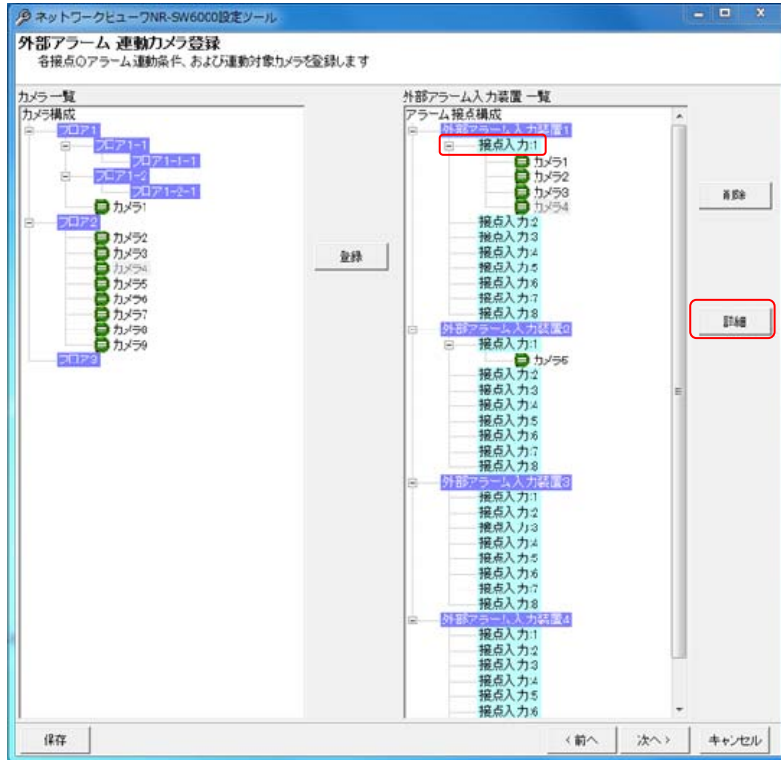 ネットワークビューワNR-SW6000設定ツール
外部アラーム 連動カメラ登録
各接点のアラーム連動条件、および連動対象カメラを登録します
カメラ一覧
カメラ構成
フロア1
フロア1-1
フロア1-1-1
フロア1-2
フロア1-2-1
カメラ1
フロア2
カメラ2
カメラ3
カメラ4
カメラ5
カメラ6
カメラ7
カメラ8
カメラ9
フロア3
登録
外部アラーム入力装置 一覧
アラーム接点構成
外部アラーム入力装置1
接点入力:1
カメラ1
カメラ2
カメラ3
カメラ4
接点入力:2
接点入力:3
接点入力:4
接点入力:5
接点入力:6
接点入力:7
接点入力:8
外部アラーム入力装置2
接点入力:1
カメラ5
接点入力:2
接点入力:3
接点入力:4
接点入力:5
接点入力:6
接点入力:7
接点入力:8
外部アラーム入力装置3
接点入力:1
接点入力:2
接点入力:3
接点入力:4
接点入力:5
接点入力:6
接点入力:7
接点入力:8
外部アラーム入力装置4
接点入力:1
接点入力:2
接点入力:3
接点入力:4
接点入力:5
接点入力:6
削除
詳細
保存
<前へ
次へ>
キャンセル